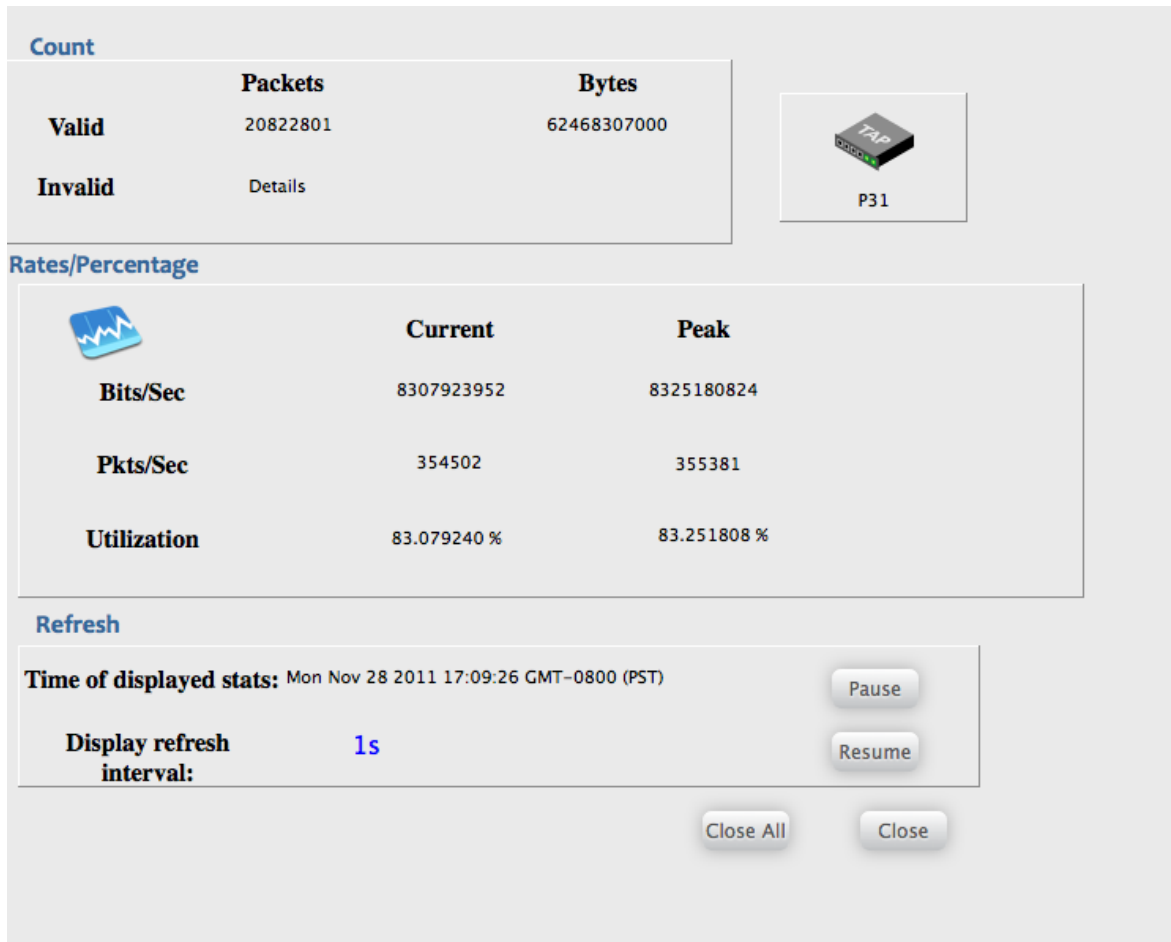 Count
Packets Bytes
Valid 20822801 62468307000
TAP
Invalid Details
P31
Rates/Percentage
Current Peak
Bits/Sec 8307923952 8325180824
Pkts/Sec 354502 355381
Utilization 83.079240 % 83.251808 %
Refresh
Time of displayed stats: Mon Nov 28 2011 17:09:26 GMT-0800 (PST) Pause
Display refresh 1s Resume
interval:
Close All Close